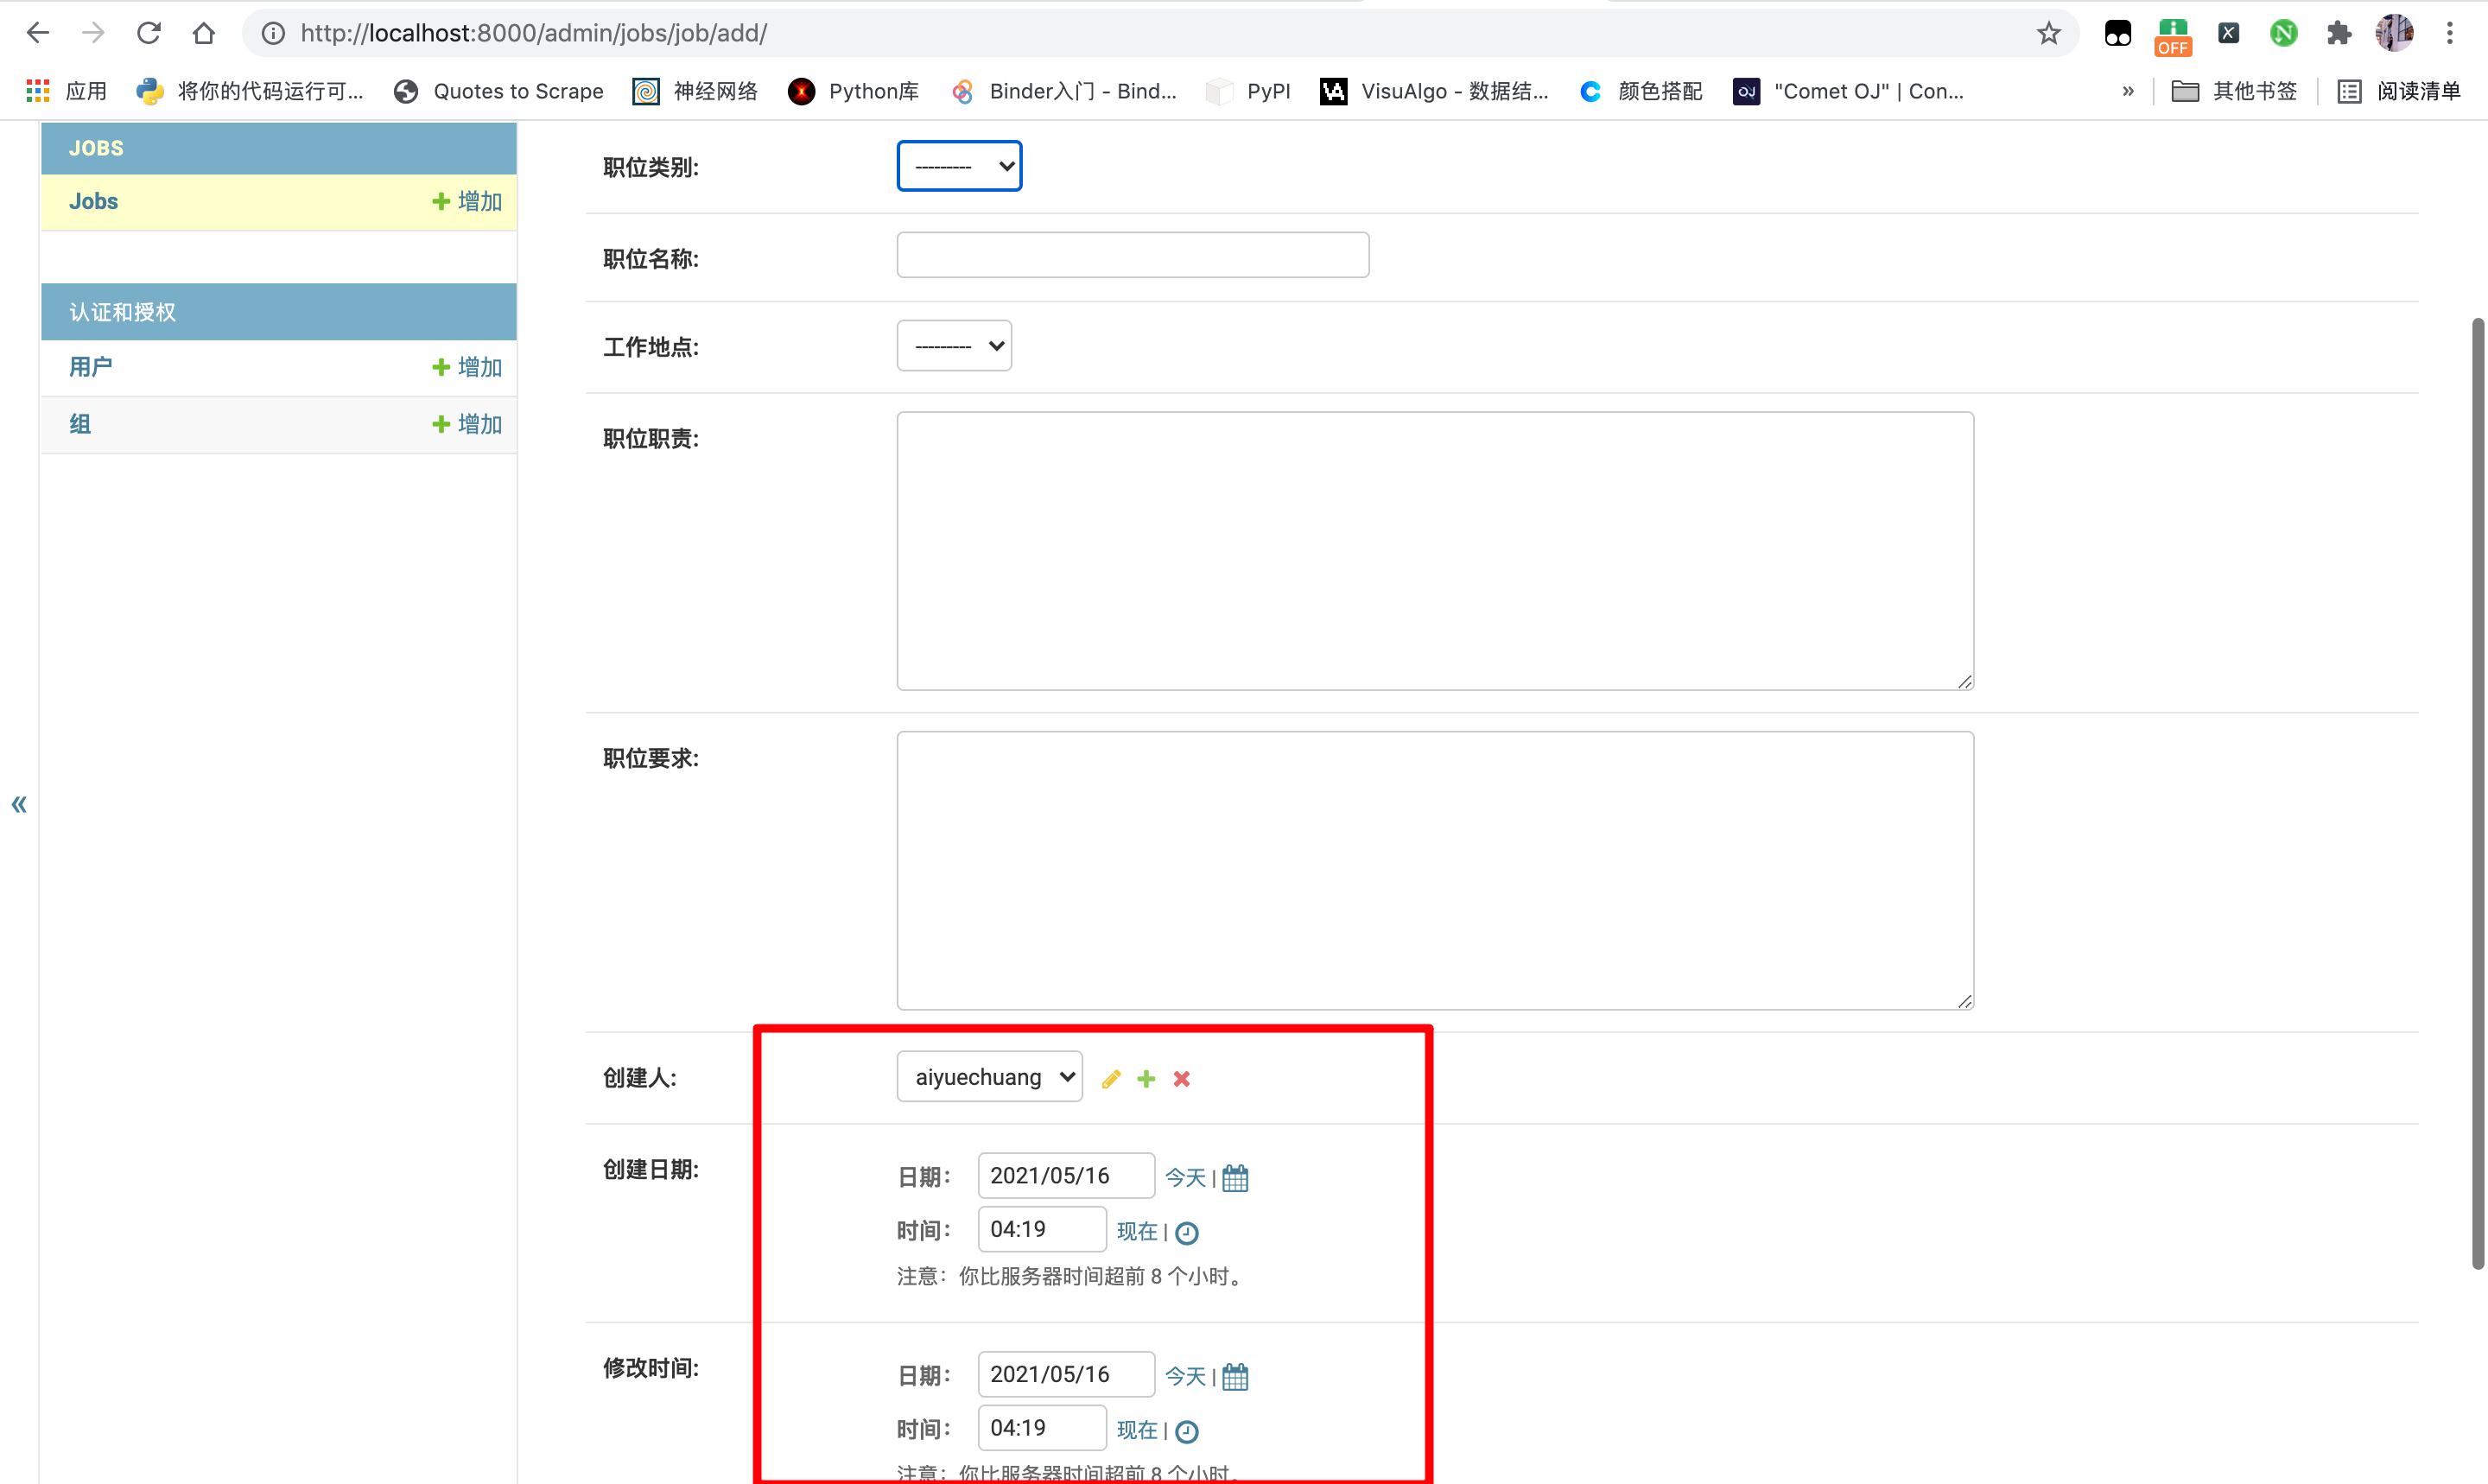 http://localhost:8000/admin/jobs/job/add/
OFF
应用 将你的代码运行可... Quotes to Scrape 神经网络 Python库 Binder入门 - Bind... PyPI VisuAlgo - 数据结... 颜色搭配 "Comet OJ" | Con... » 其他书签 阅读清单
JOBS
Jobs 增加
认证和授权
用户 增加
组 增加
«
职位类别: ---------
职位名称:
工作地点: ---------
职位职责:
职位要求:
创建人: aiyuechuang
创建日期: 日期： 2021/05/16 今天 |
时间： 04:19 现在 |
注意：你比服务器时间超前 8 个小时。
修改时间: 日期： 2021/05/16 今天 |
时间： 04:19 现在 |
注意：你比服务器时间超前 8 个小时。